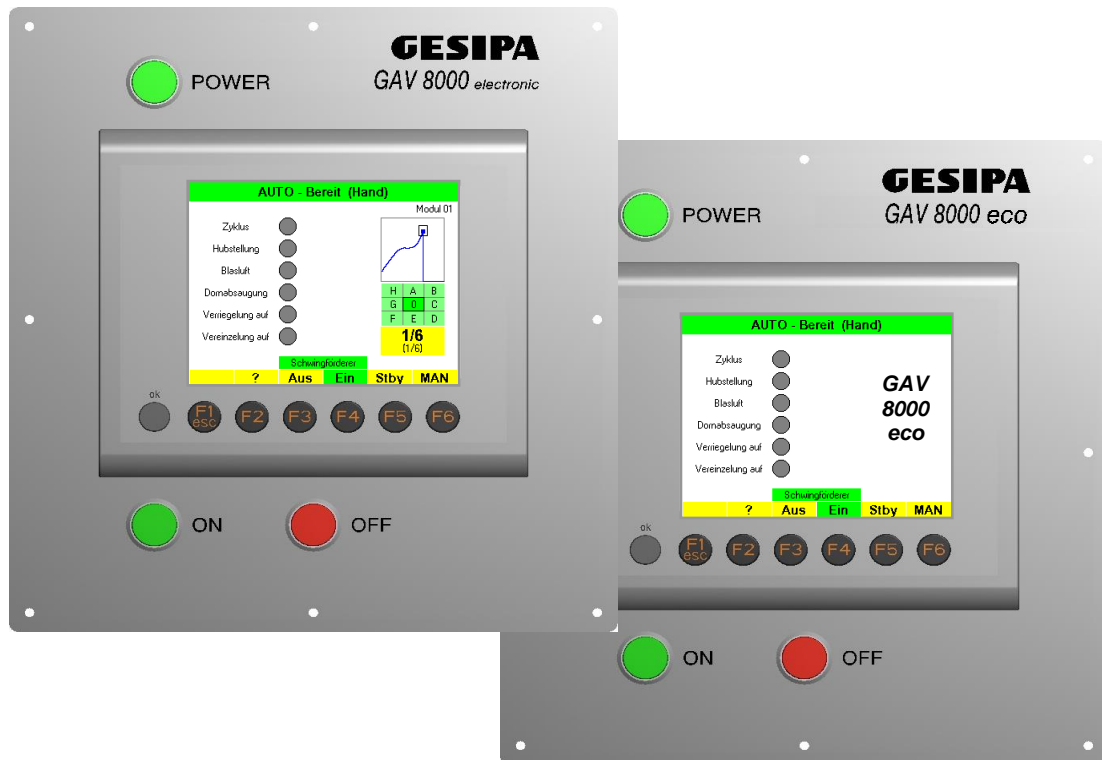 GESIPA
GAV 8000 electronic
POWER
AUTO - Bereit (Hand)
Modul 01
Zyklus
Hubstellung
Blasluft
Dornabsaugung
Verriegelung auf
Vereinzelung auf
H A B
G 0 C
F E D
1/6
(1/6)
Schwingförderer
? Aus Ein Stby MAN
ok
F1 esc F2 F3 F4 F5 F6
ON OFF
GESIPA
GAV 8000 eco
POWER
AUTO - Bereit (Hand)
Zyklus
Hubstellung
Blasluft
Dornabsaugung
Verriegelung auf
Vereinzelung auf
GAV
8000
eco
Schwingförderer
? Aus Ein Stby MAN
ok
F1 esc F2 F3 F4 F5 F6
ON OFF